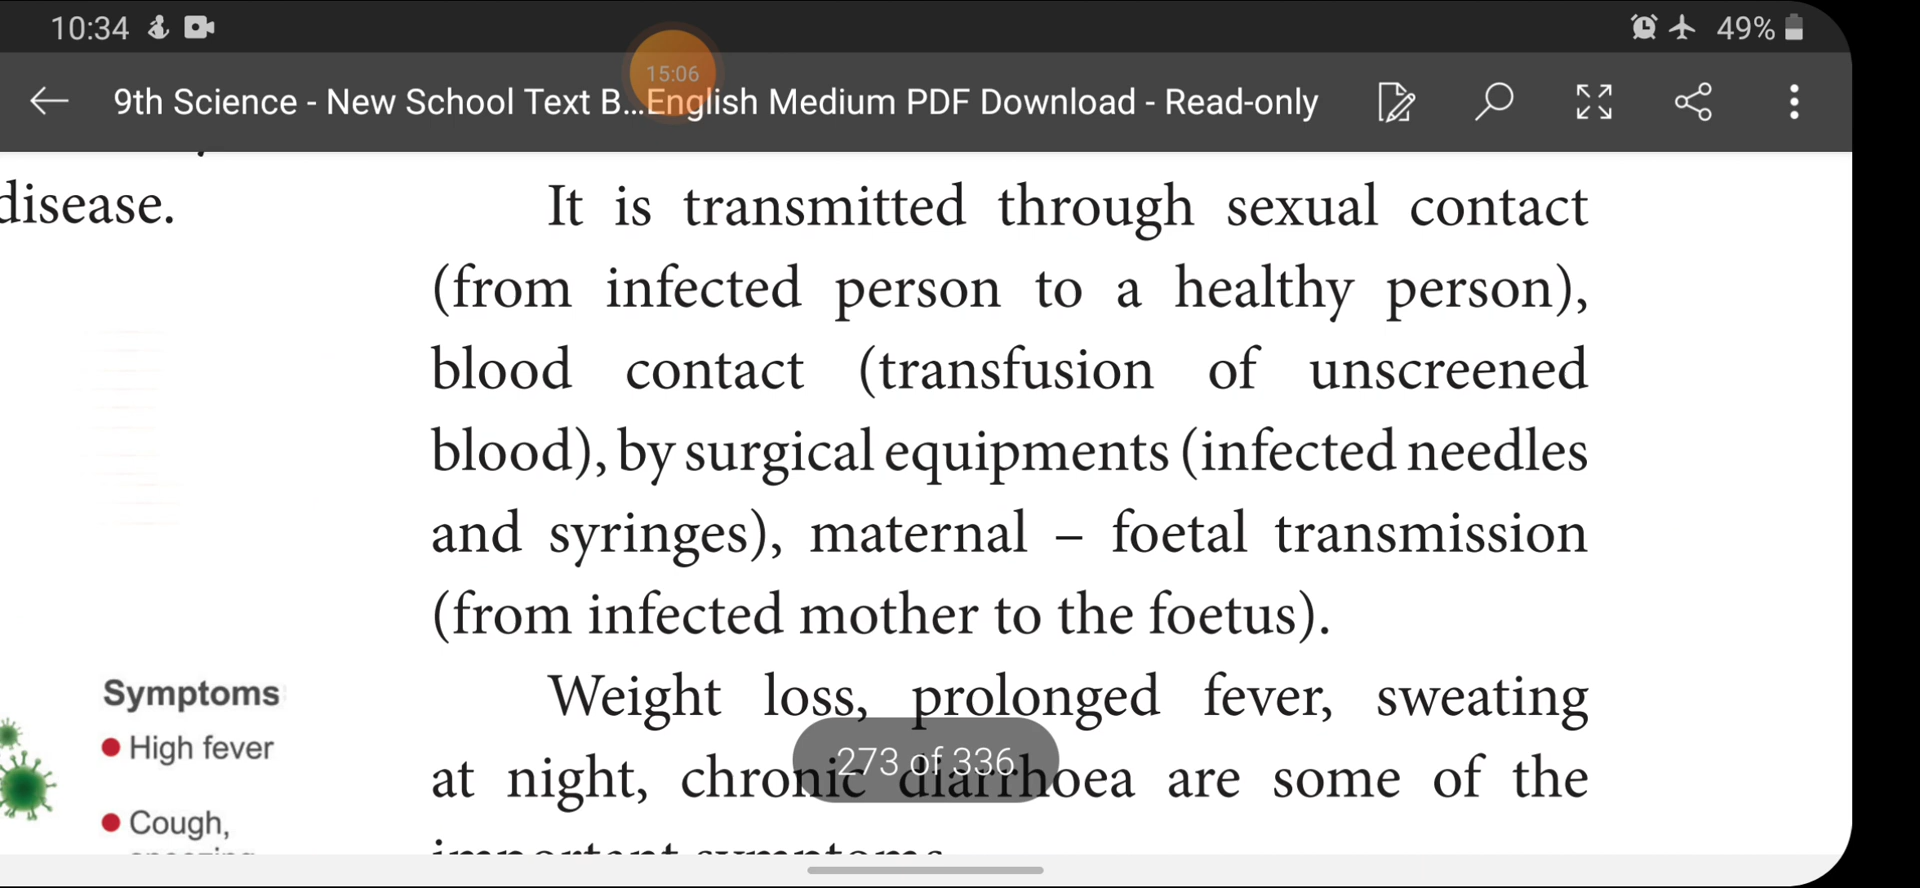 10:34
49%
15:06
9th Science - New School Text B...English Medium PDF Download - Read-only
disease.
It is transmitted through sexual contact
(from infected person to a healthy person),
blood contact (transfusion of unscreened
blood), by surgical equipments (infected needles
and syringes), maternal – foetal transmission
(from infected mother to the foetus).
Weight loss, prolonged fever, sweating
at night, chronic diarrhoea are some of the
important symptoms.
273 of 336
Symptoms
High fever
Cough,
sneezing